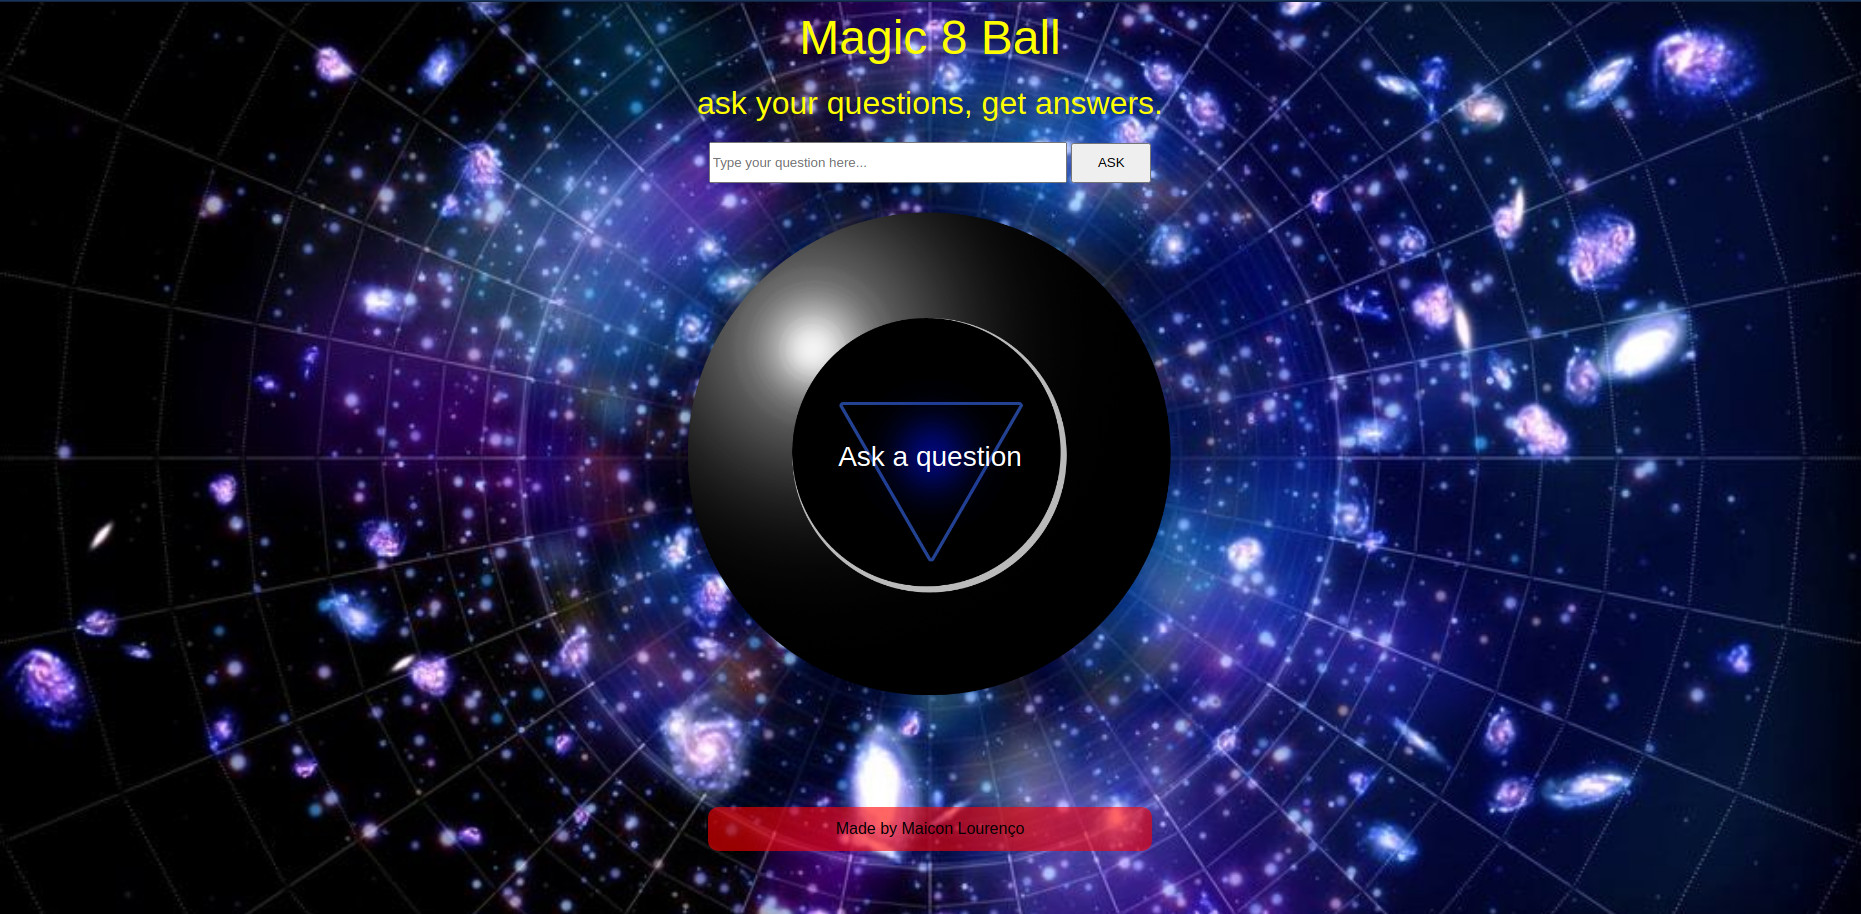 Magic 8 Ball
ask your questions, get answers.
Type your question here...
ASK
Ask a question
Made by Maicon Lourenço